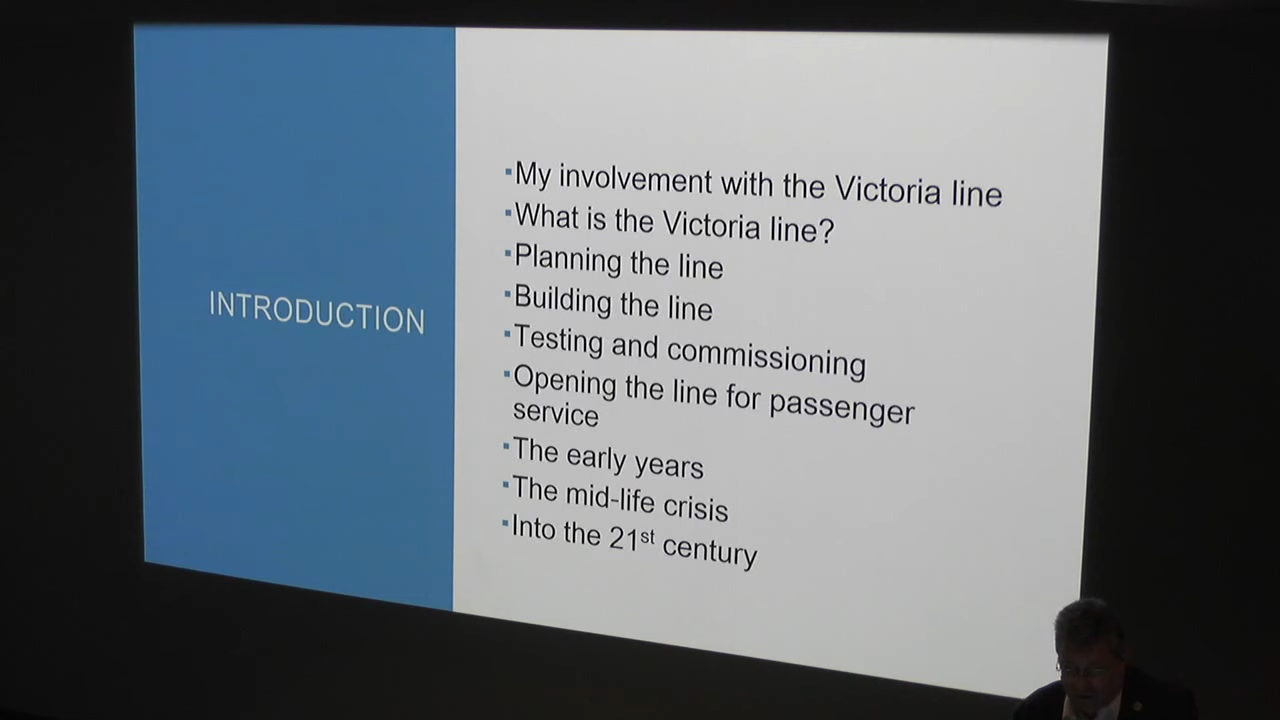 INTRODUCTION
▪My involvement with the Victoria line
▪What is the Victoria line?
▪Planning the line
▪Building the line
▪Testing and commissioning
▪Opening the line for passenger
service
▪The early years
▪The mid-life crisis
▪Into the 21st century